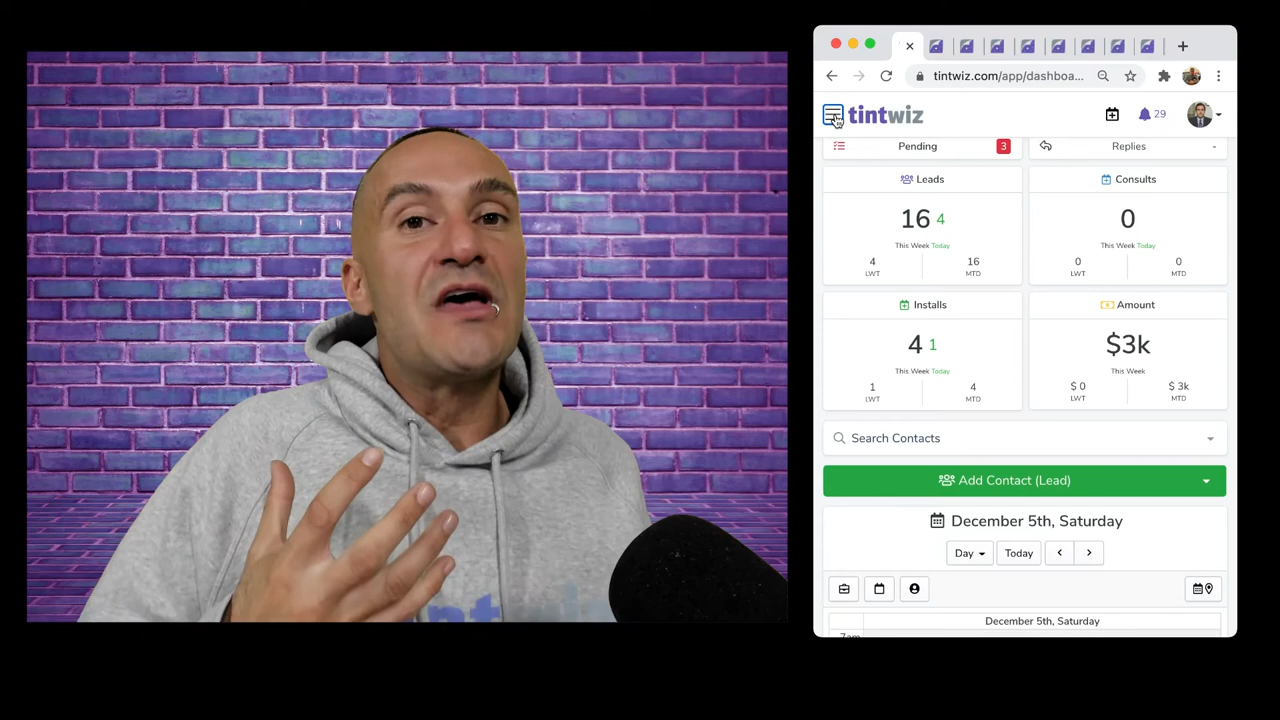 tintwiz.com/app/dashboa...
tintwiz
29
Pending 3
Replies -
Leads
16 4
This Week Today
4 16
LWT MTD
Consults
0
This Week Today
0 0
LWT MTD
Installs
4 1
This Week Today
1 4
LWT MTD
Amount
$3k
This Week
$ 0 $ 3k
LWT MTD
Search Contacts
Add Contact (Lead)
December 5th, Saturday
Day Today
December 5th, Saturday
7am